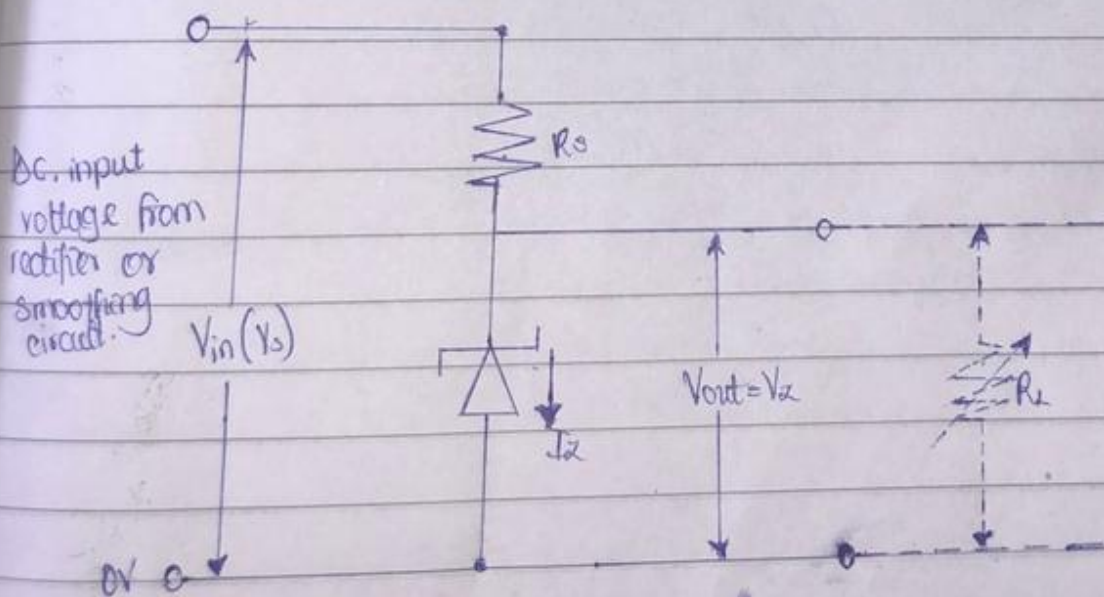 Rs
DC. input
voltage from
rectifier or
smoothing
circuit.
Vin (Vs)
Vout = Vz
RL
Iz
0V